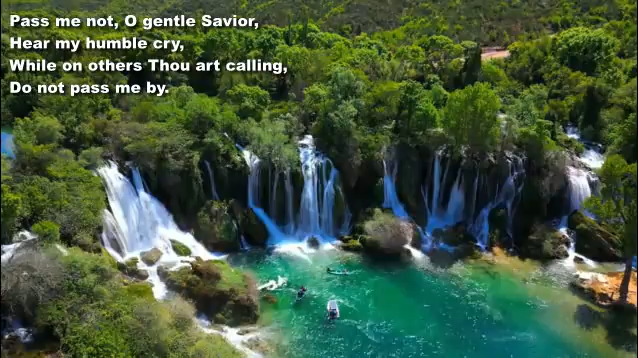 Pass me not, O gentle Savior,
Hear my humble cry,
While on others Thou art calling,
Do not pass me by.